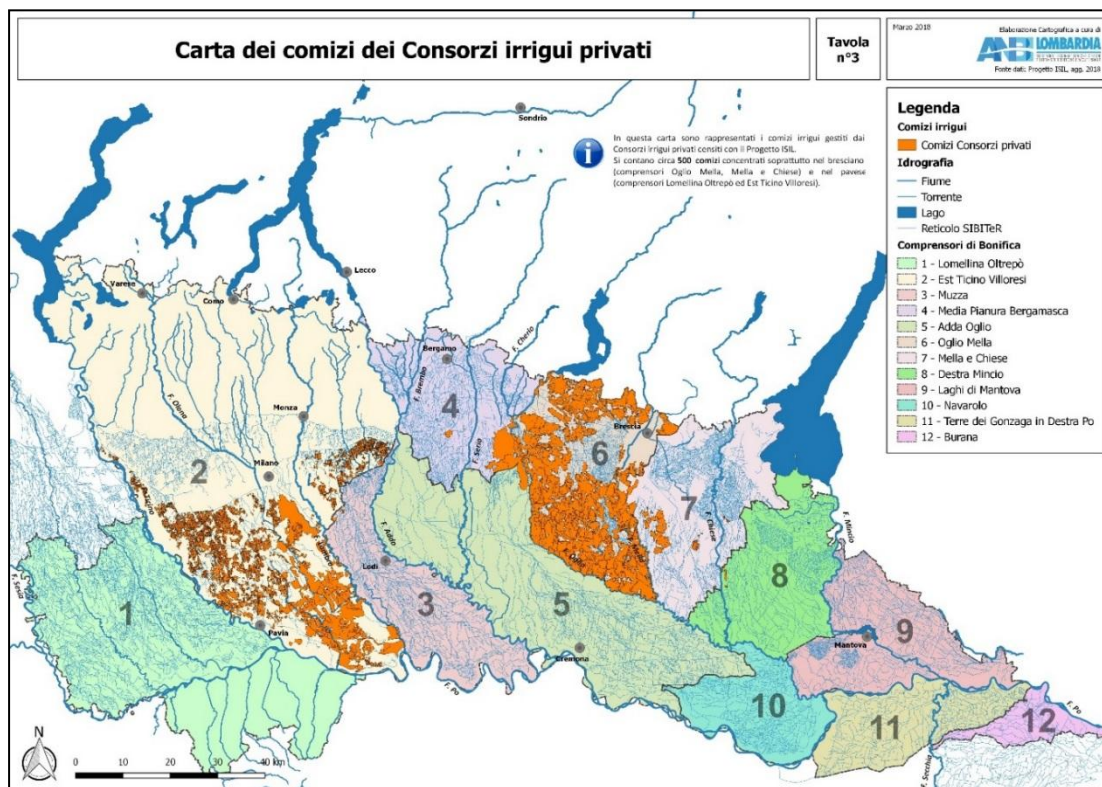 Carta dei comizi dei Consorzi irrigui privati
Tavola
n°3
Marzo 2018
Elaborazione Cartografica a cura di
ANBI LOMBARDIA
Fonte dati: Progetto ISIL, agg. 2018
In questa carta sono rappresentati i comizi irrigui gestiti dai
Consorzi irrigui privati censiti con il Progetto ISIL.
Si contano circa 500 comizi concentrati soprattutto nel bresciano
(comprensori Oglio Mella, Mella e Chiese) e nel pavese
(comprensori Lomellina Oltrepò ed Est Ticino Villoresi).
Legenda
Comizi irrigui
Comizi Consorzi privati
Idrografia
Fiume
Torrente
Lago
Reticolo SIBITeR
Comprensori di Bonifica
1 - Lomellina Oltrepò
2 - Est Ticino Villoresi
3 - Muzza
4 - Media Pianura Bergamasca
5 - Adda Oglio
6 - Oglio Mella
7 - Mella e Chiese
8 - Destra Mincio
9 - Laghi di Mantova
10 - Navarolo
11 - Terre dei Gonzaga in Destra Po
12 - Burana
Sondrio
Lecco
Varese
Como
Bergamo
F. Cherio
F. Brembo
F. Serio
4
F. Olona
Monza
Brescia
6
2
Milano
7
F. Chiese
F. Mincio
F. Adda
Lodi
8
F. Sesia
1
3
5
9
Pavia
Mantova
Cremona
F. Po
10
11
12
F. Po
F. Secchia
N
0 10 20 30 40 km